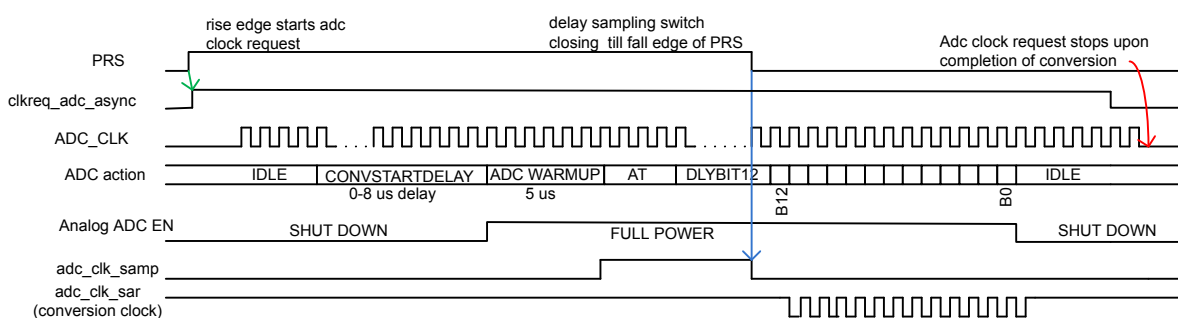 rise edge starts adc
clock request
delay sampling switch
closing till fall edge of PRS
Adc clock request stops upon
completion of conversion
PRS
clkreq_adc_async
ADC_CLK
ADC action
IDLE
CONVSTARTDELAY
ADC WARMUP
AT
DLYBIT12
B12
B0
IDLE
0-8 us delay
5 us
Analog ADC EN
SHUT DOWN
FULL POWER
SHUT DOWN
adc_clk_samp
adc_clk_sar
(conversion clock)